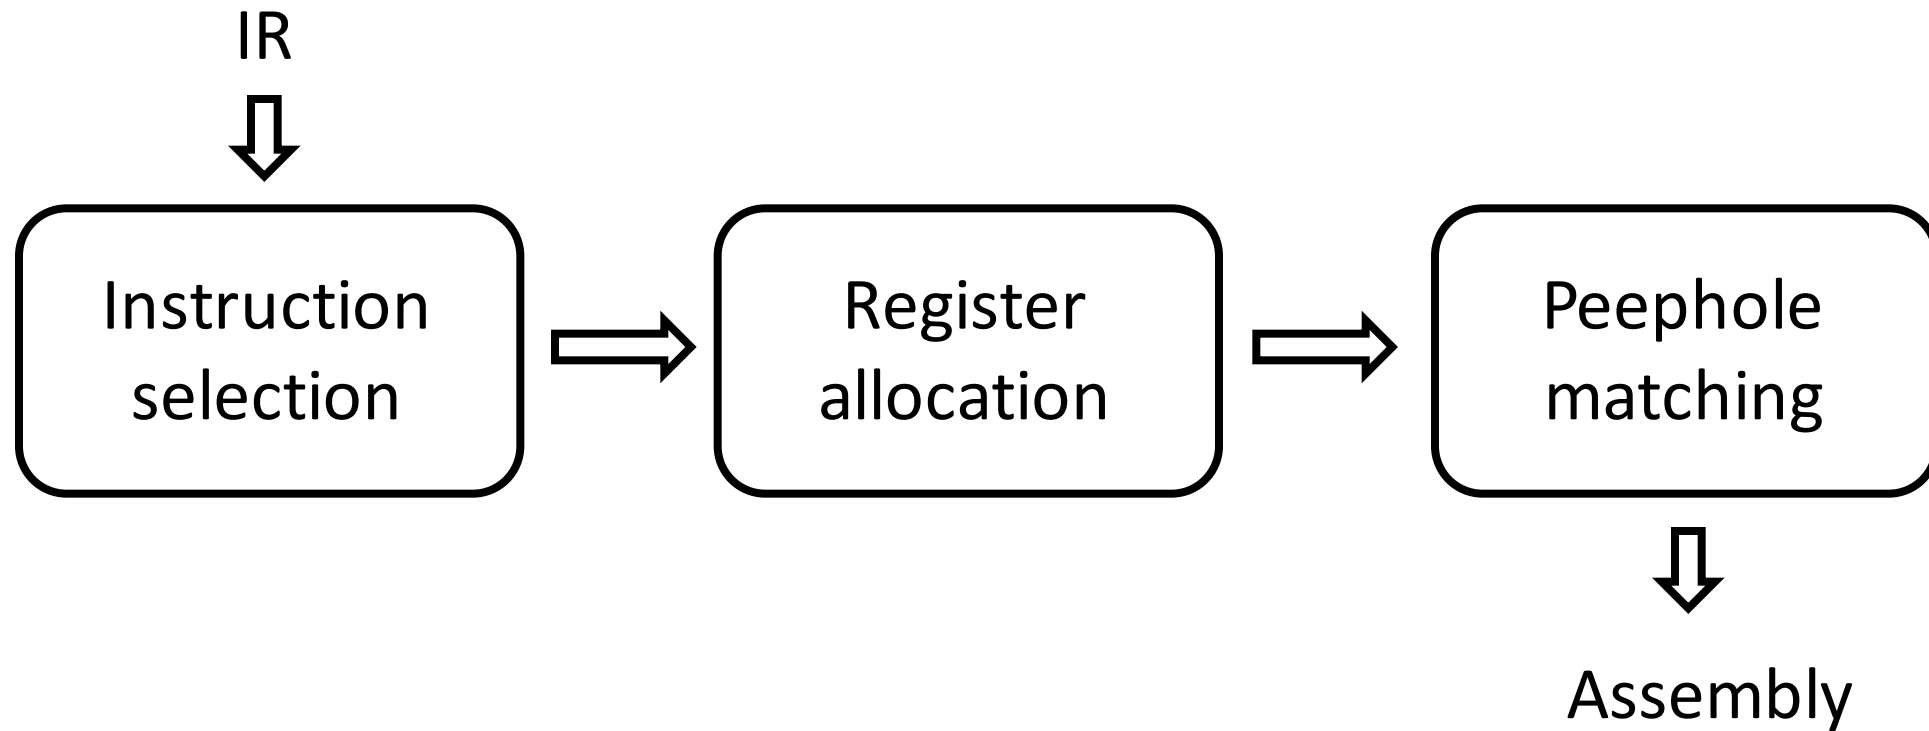 IR
Instruction
selection
Register
allocation
Peephole
matching
Assembly